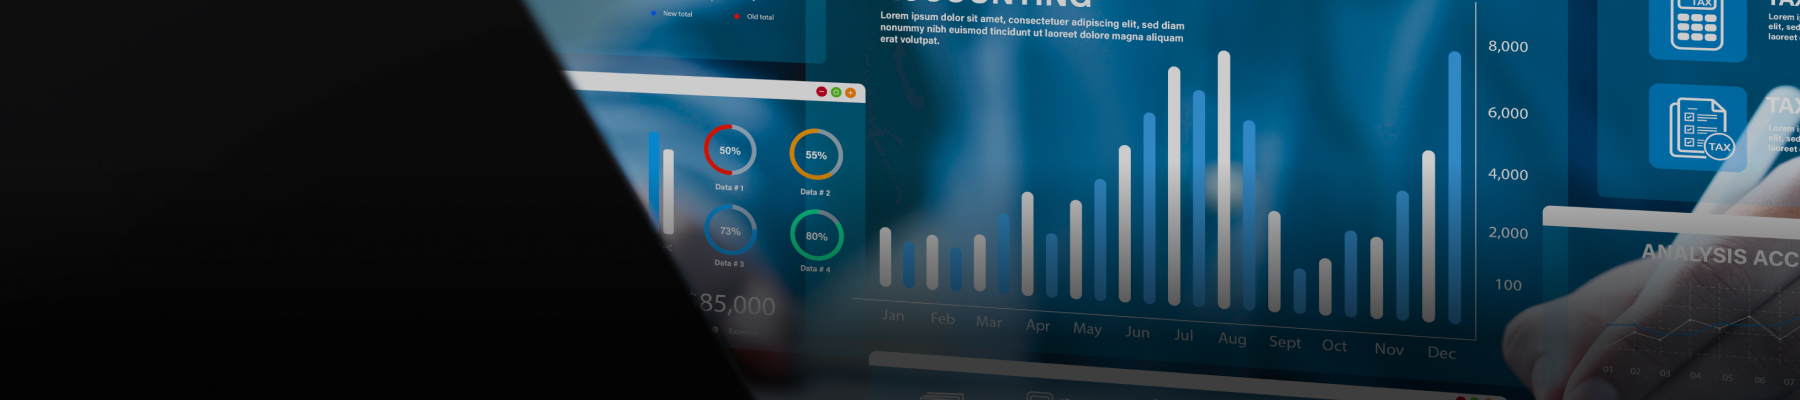 New total
Old total
ACCOUNTING
Lorem ipsum dolor sit amet, consectetuer adipiscing elit, sed diam
nonummy nibh euismod tincidunt ut laoreet dolore magna aliquam
erat volutpat.
50%
Data # 1
55%
Data # 2
73%
Data # 3
80%
Data # 4
85,000
8,000
6,000
4,000
2,000
100
Jan
Feb
Mar
Apr
May
Jun
Jul
Aug
Sept
Oct
Nov
Dec
TAX
Lorem
elit, sed
laoreet
TAX
TAX
Lorem
elit, sed
laoreet
ANALYSIS ACC
01
02
03
04
05
06
07